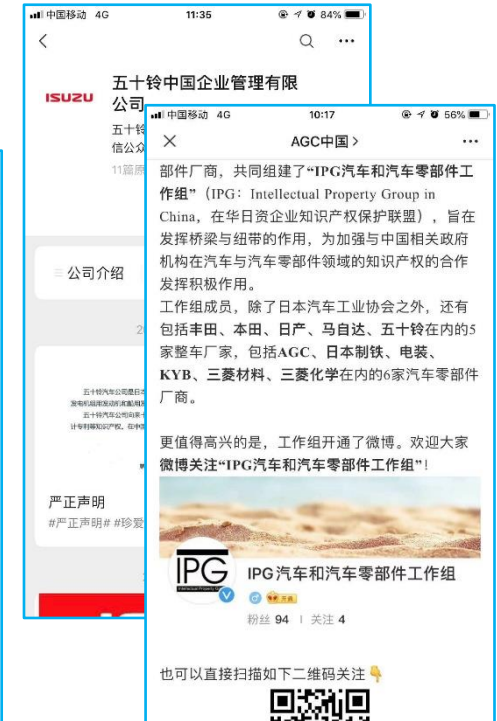 中国移动 4G 11:35 84%
ISUZU
五十铃中国企业管理有限
公司
五十铃
信公众
11篇原
公司介绍
严正声明
#严正声明# #珍爱
中国移动 4G 10:17 56%
AGC中国 >
部件厂商，共同组建了“IPG汽车和汽车零部件工
作组”（IPG：Intellectual Property Group in
China，在华日资企业知识产权保护联盟），旨在
发挥桥梁与纽带的作用，为加强与中国相关政府
机构在汽车与汽车零部件领域的知识产权的合作
发挥积极作用。
工作组成员，除了日本汽车工业协会之外，还有
包括丰田、本田、日产、马自达、五十铃在内的5
家整车厂家，包括AGC、日本制铁、电装、
KYB、三菱材料、三菱化学在内的6家汽车零部件
厂商。
更值得高兴的是，工作组开通了微博。欢迎大家
微博关注“IPG汽车和汽车零部件工作组”！
IPG
IPG汽车和汽车零部件工作组
粉丝 94 | 关注 4
也可以直接扫描如下二维码关注